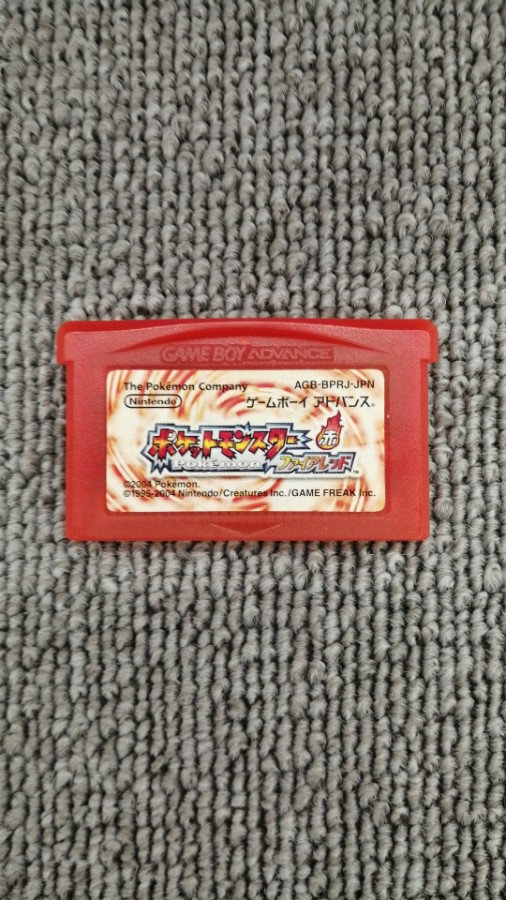 GAME BOY ADVANCE
The Pokémon Company AGB-BPRJ-JPN
Nintendo ゲームボーイ アドバンス®
ポケットモンスター 赤
POKéMON ファイアレッド™
©2004 Pokémon.
©1995-2004 Nintendo/Creatures Inc./GAME FREAK inc.